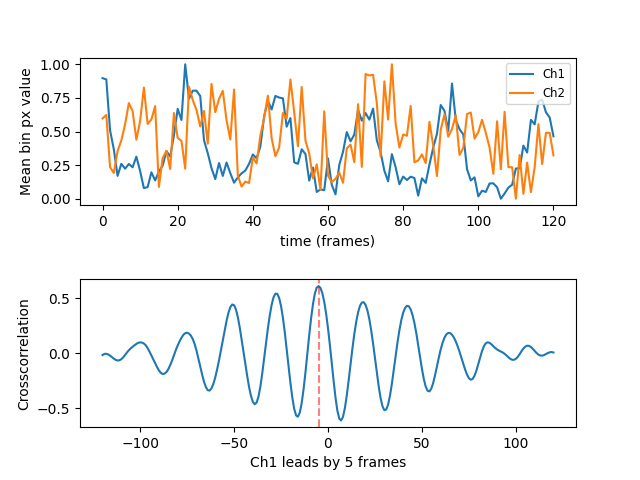 1.00
0.75
0.50
0.25
0.00
Mean bin px value
Ch1
Ch2
0 20 40 60 80 100 120
time (frames)
0.5
0.0
−0.5
Crosscorrelation
−100 −50 0 50 100
Ch1 leads by 5 frames